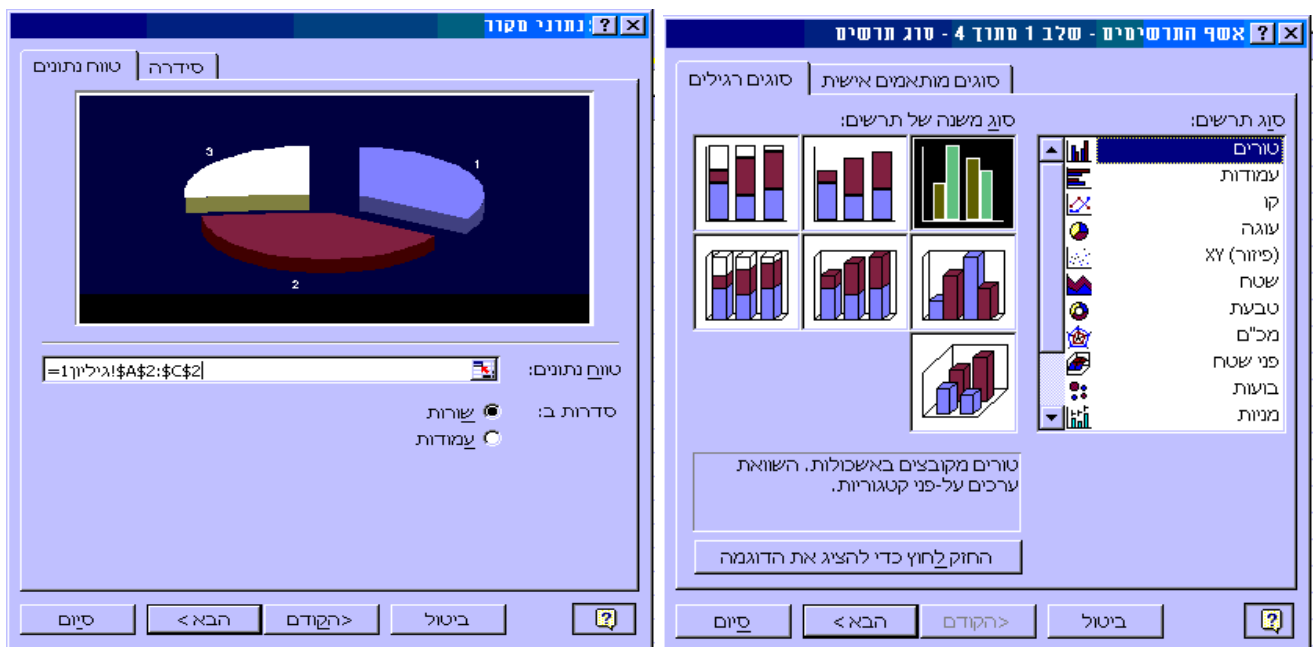 אשף התרשימים - שלב 1 מתוך 4 - סוג תרשים
סוגים רגילים
סוגים מותאמים אישית
סוג תרשים:
טורים
עמודות
קו
עוגה
(פיזור) XY
שטח
טבעת
מכ"ם
פני שטח
בועות
מניות
סוג משנה של תרשים:
טורים מקובצים באשכולות. השוואת
ערכים על-פני קטגוריות.
החזק לחוץ כדי להציג את הדוגמה
ביטול
<הקודם
הבא >
סיום
נתוני מקור:
טווח נתונים
סידרה
3
1
2
טווח נתונים:
=גיליון1!$A$2:$C$2
סדרות ב:
שורות
עמודות
ביטול
<הקודם
הבא >
סיום